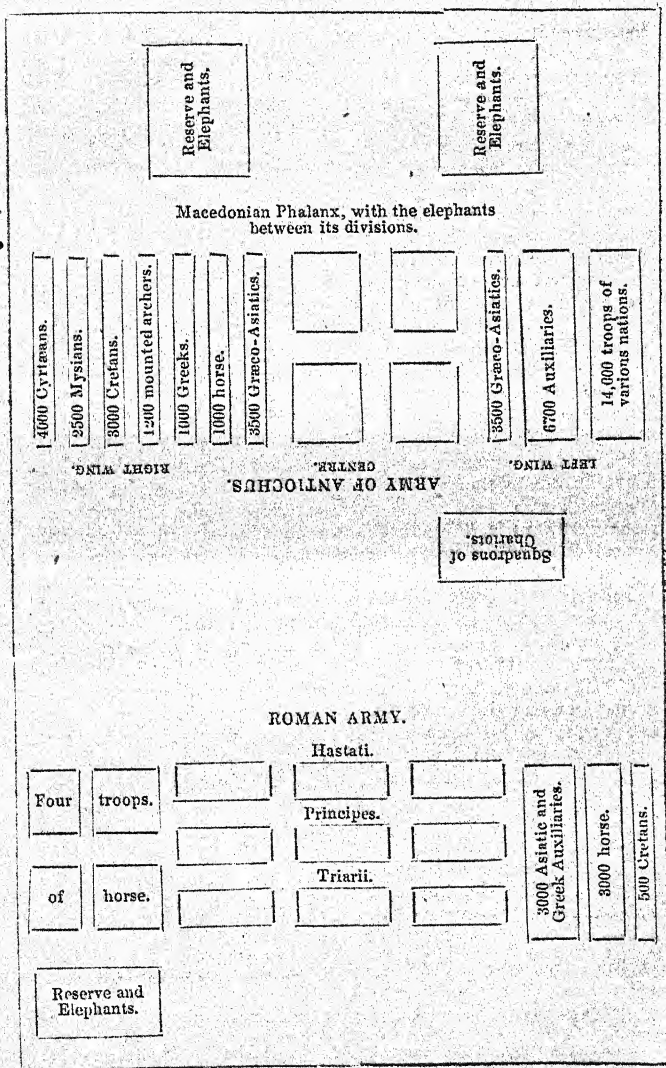 Reserve and
Elephants.
Reserve and
Elephants.
Macedonian Phalanx, with the elephants
between its divisions.
4000 Cyrtæans.
2500 Mysians.
3000 Cretans.
1200 mounted archers.
1000 Greeks.
1000 horse.
3500 Græco-Asiatics.
3500 Græco-Asiatics.
6700 Auxiliaries.
14,000 troops of
various nations.
RIGHT WING.
CENTRE.
LEFT WING.
ARMY OF ANTIOCHUS.
Squadrons of
Chariots.
ROMAN ARMY.
Hastati.
Four
troops.
Principes.
Triarii.
of
horse.
3000 Asiatic and
Greek Auxiliaries.
3000 horse.
500 Cretans.
Reserve and
Elephants.